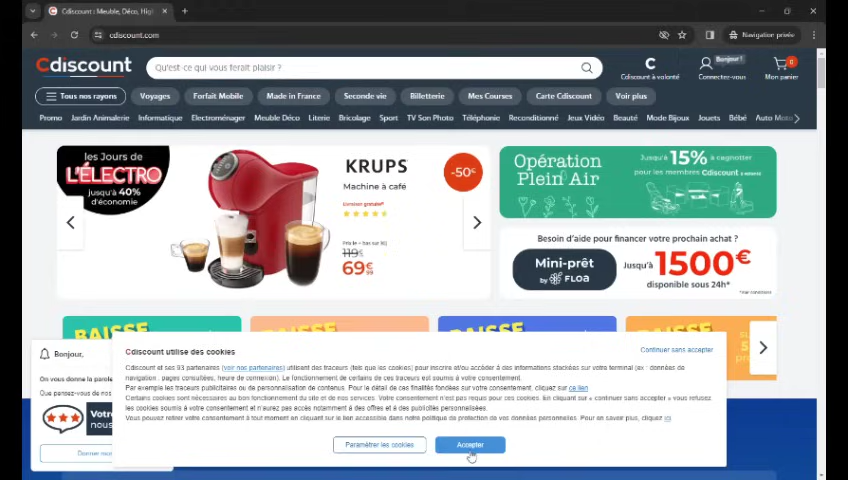 Cdiscount : Meuble, Déco, High
cdiscount.com
Navigation privée
Cdiscount
Qu'est-ce qui vous ferait plaisir ?
C
Cdiscount à volonté
Bonjour !
Connectez-vous
0
Mon panier
Tous nos rayons
Voyages
Forfait Mobile
Made in France
Seconde vie
Billetterie
Mes Courses
Carte Cdiscount
Voir plus
Promo Jardin Animalerie Informatique Electroménager Meuble Déco Literie Bricolage Sport TV Son Photo Téléphonie Reconditionné Jeux Vidéo Beauté Mode Bijoux Jouets Bébé Auto Moto
les Jours de
L'ÉLECTRO
jusqu'à 40%
d'économie
KRUPS
Machine à café
Livraison gratuite*
119€
69€99
-50€
Opération
Plein Air
Jusqu'à 15% à cagnotter
pour les membres Cdiscount à volonté
Besoin d'aide pour financer votre prochain achat ?
Mini-prêt
by FLOA
Jusqu'à 1500€
disponible sous 24h*
BAISSE
BAISSE
BAISSE
BAISSE
Bonjour,
On vous donne la parole
Que pensez-vous de nos
Votre
nous
Donner mon
Cdiscount utilise des cookies
Continuer sans accepter
Cdiscount et ses 93 partenaires (voir nos partenaires) utilisent des traceurs (tels que les cookies) pour inscrire et/ou accéder à des informations stockées sur votre terminal (ex : données de
navigation : pages consultées, heure de connexion). Le fonctionnement de certains de ces traceurs est soumis à votre consentement.
Par exemple les traceurs publicitaires ou de personnalisation de contenus. Pour le détail de ces finalités fondées sur votre consentement, cliquez sur ce lien
Certains cookies sont nécessaires au bon fonctionnement du site et de nos services. Votre consentement n'est pas requis pour ces cookies. En cliquant sur « continuer sans accepter » vous refusez
les cookies soumis à votre consentement et n'aurez pas accès notamment à des offres et à des publicités personnalisées.
Vous pouvez retirer votre consentement à tout moment en cliquant sur le lien accessible dans notre politique de protection de vos données personnelles. Pour en savoir plus, cliquez ici
Paramétrer les cookies
Accepter